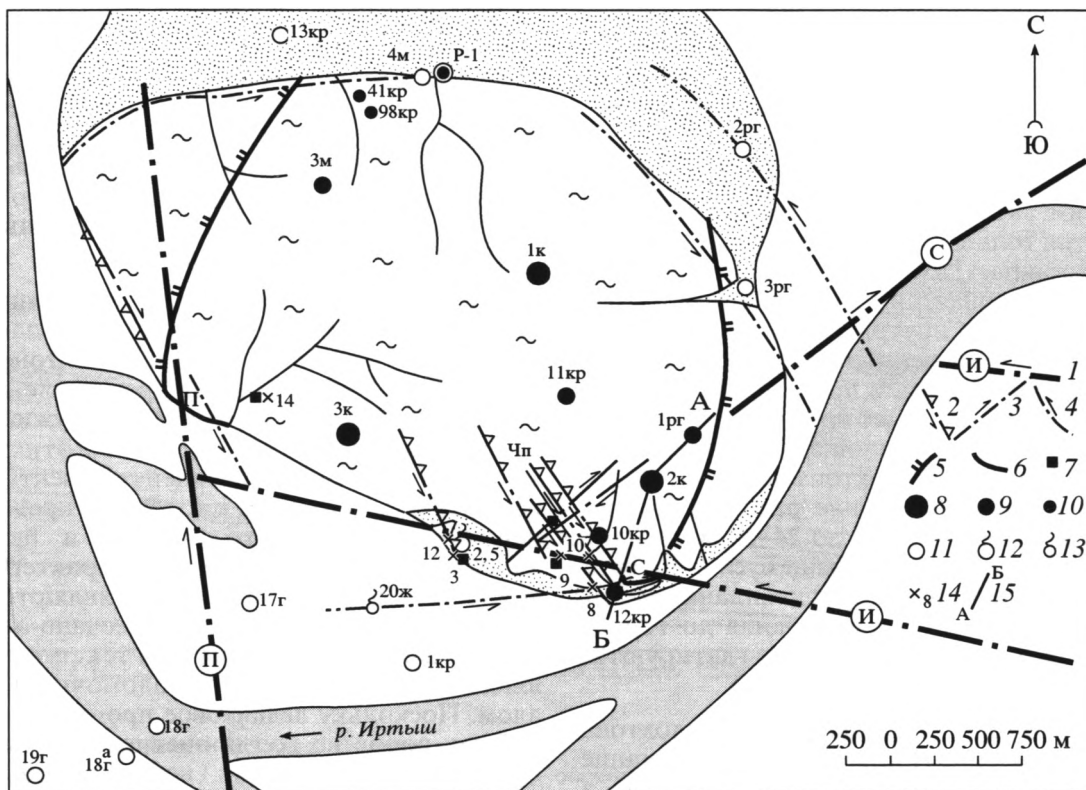 13кр
4м
Р-1
С
Ю
41кр
98кр
2рг
3м
1к
С
3рг
И
1
2
3
4
П
14
11кр
А
3к
1рг
5
6
7
Чп
2к
8
9
10
10кр
12
2, 5
10
11
12
13
3
9
С
8
14
15
Б
А
8
20ж
17г
12кр
Б
И
П
1кр
18г
р. Иртыш
250 0 250 500 750 м
19г
18г а